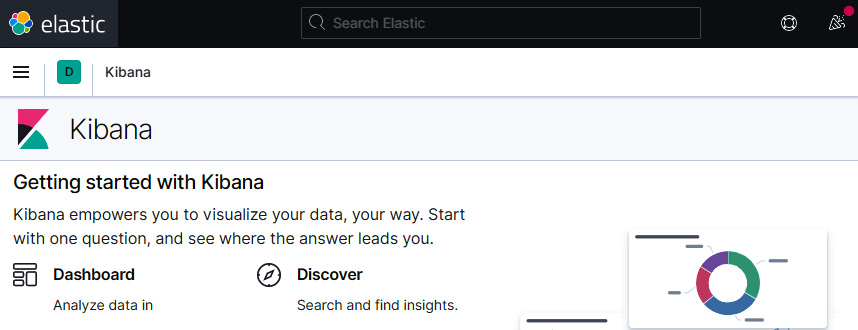 elastic
Search Elastic
D
Kibana
Kibana
Getting started with Kibana
Kibana empowers you to visualize your data, your way. Start
with one question, and see where the answer leads you.
Dashboard
Discover
Analyze data in
Search and find insights.